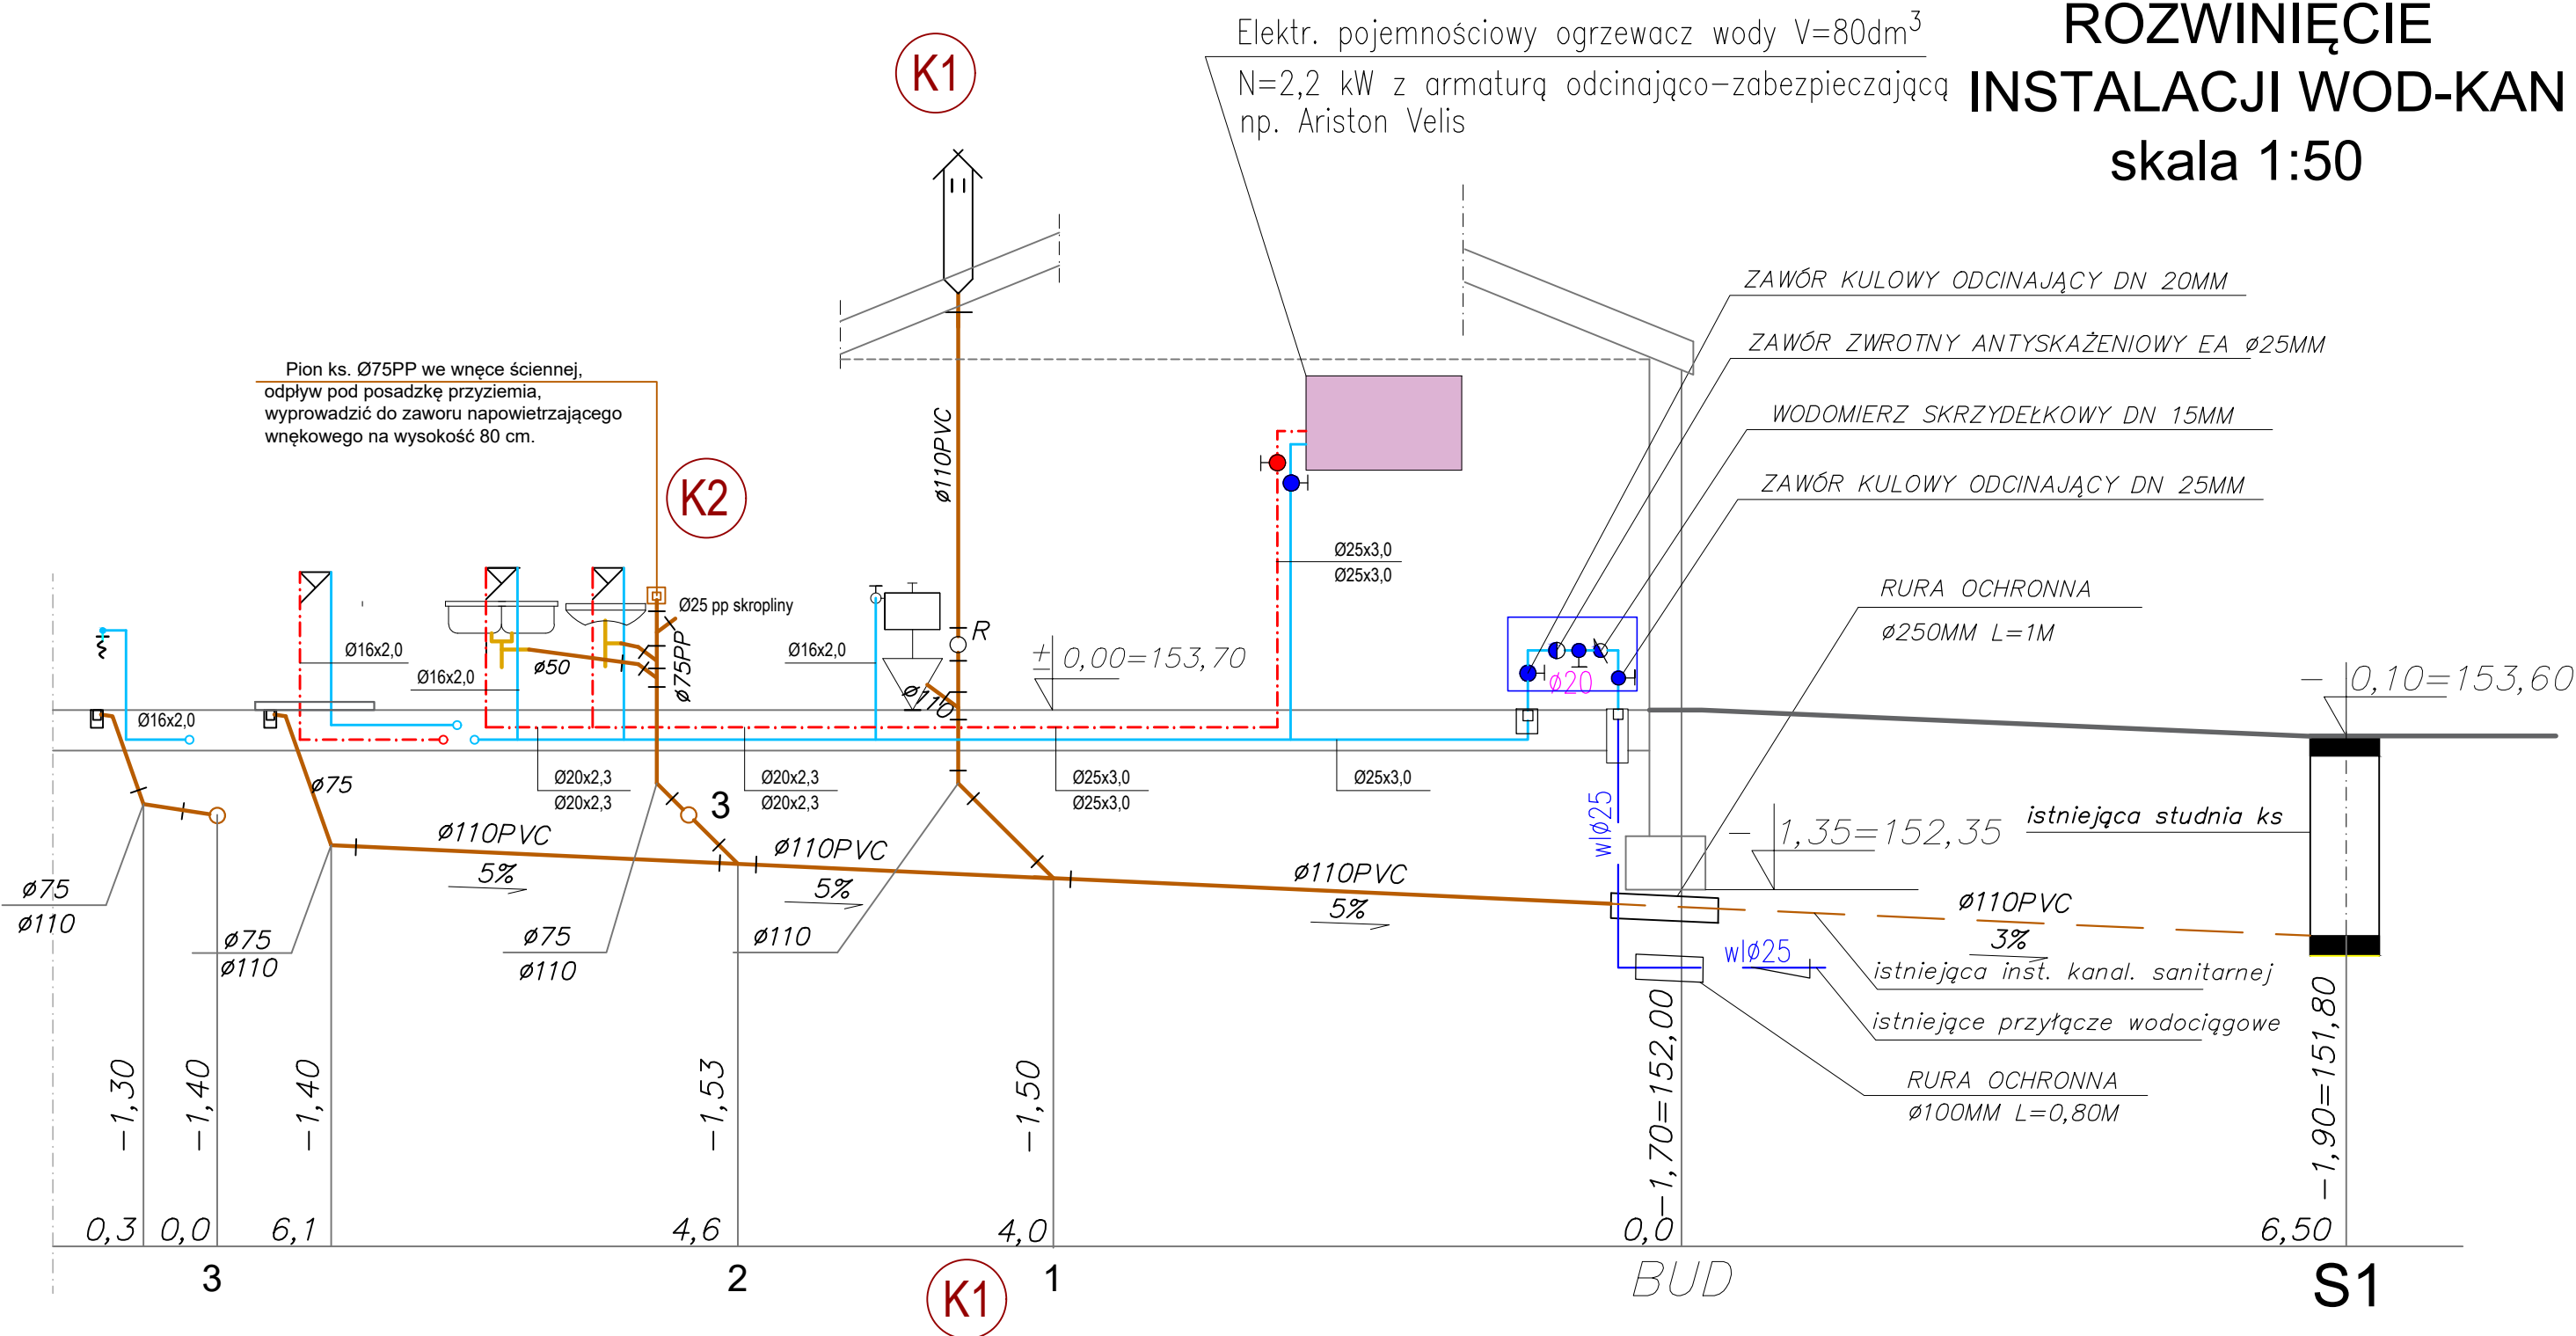 ROZWINIĘCIE
INSTALACJI WOD-KAN
skala 1:50
Elektr. pojemnościowy ogrzewacz wody V=80dm³
N=2,2 kW z armaturą odcinająco-zabezpieczającą
np. Ariston Velis
K1
ZAWÓR KULOWY ODCINAJĄCY DN 20MM
ZAWÓR ZWROTNY ANTYSKAŻENIOWY EA ø25MM
WODOMIERZ SKRZYDEŁKOWY DN 15MM
ZAWÓR KULOWY ODCINAJĄCY DN 25MM
Pion ks. Ø75PP we wnęce ściennej,
odpływ pod posadzkę przyziemia,
wyprowadzić do zaworu napowietrzającego
wnękowego na wysokość 80 cm.
K2
ø110PVC
Ø25x3,0
Ø25x3,0
RURA OCHRONNA
ø250MM L=1M
Ø25 pp skropliny
R
Ø16x2,0
Ø16x2,0
ø50
ø75PP
Ø16x2,0
ø110
± 0,00=153,70
ø20
- 0,10=153,60
Ø16x2,0
ø75
Ø20x2,3
Ø20x2,3
Ø20x2,3
Ø20x2,3
Ø25x3,0
Ø25x3,0
Ø25x3,0
3
wlø25
- 1,35=152,35
istniejąca studnia ks
ø110PVC
5%
ø110PVC
5%
ø110PVC
5%
ø110PVC
3%
ø75
ø110
ø75
ø110
ø75
ø110
ø110
wlø25
istniejąca inst. kanal. sanitarnej
istniejące przyłącze wodociągowe
RURA OCHRONNA
ø100MM L=0,80M
-1,30
-1,40
-1,40
-1,53
-1,50
-1,70=152,00
-1,90=151,80
0,3
0,0
6,1
4,6
4,0
0,0
6,50
3
2
K1
1
BUD
S1